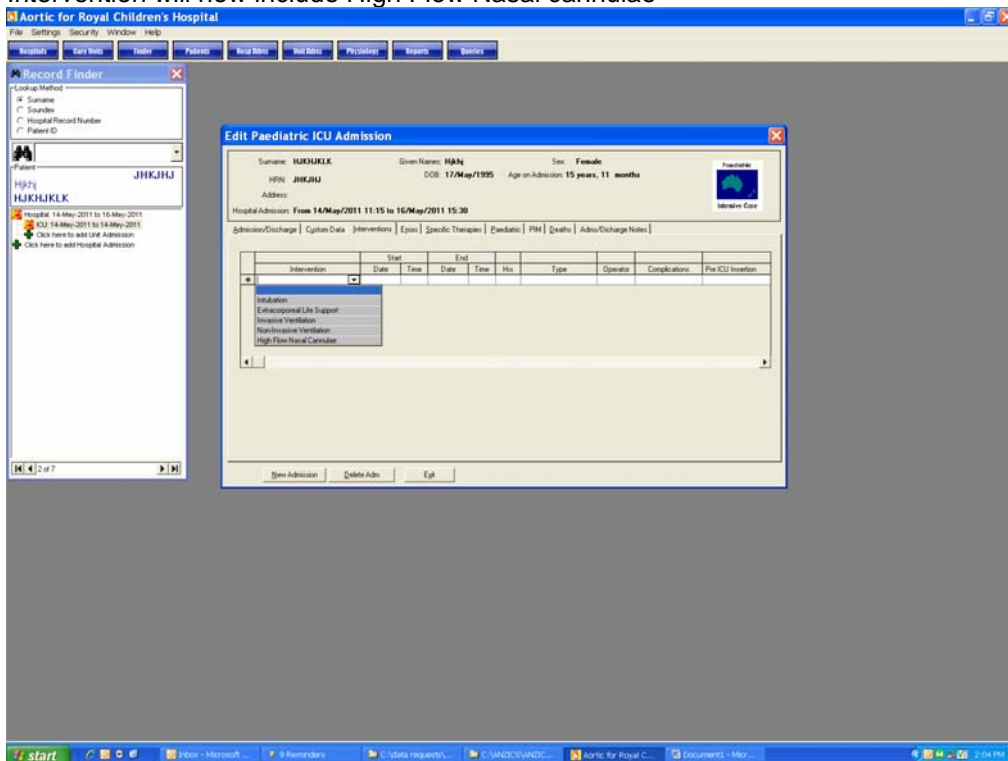 Intervention will now include High Flow Nasal cannulae
Aortic for Royal Children's Hospital
File Settings Security Window Help
Hospitals Care Units Finder Patients Hosp Adms Unit Adms Physiology Reports Queries
Record Finder
Lookup Method
Surname
Soundex
Hospital Record Number
Patient ID
Patient
JHKJHJ
Hjkhj
HJKHJKLK
Hospital: 14-May-2011 to 16-May-2011
ICU: 14-May-2011 to 14-May-2011
Click here to add Unit Admission
Click here to add Hospital Admission
2 of 7
Edit Paediatric ICU Admission
Surname: HJKHJKLK Given Names: Hjkhj Sex: Female
HRN: JHKJHJ DOB: 17/May/1995 Age on Admission: 15 years, 11 months
Address:
Hospital Admission: From 14/May/2011 11:15 to 16/May/2011 15:30
Paediatric
Intensive Care
Admission/Discharge Custom Data Interventions Errors Specific Therapies Paediatric PIM Deaths Adms/Dicharge Notes
Start End
Intervention Date Time Date Time Hrs Type Operator Complications Pre ICU Insertion
Intubation
Extracorporeal Life Support
Invasive Ventilation
Non-Invasive Ventilation
High Flow Nasal Cannulae
New Admission Delete Adm Exit
start Inbox - Microsoft ... 9 Reminders C:\data requests\... C:\ANZICS\ANZIC... Aortic for Royal C... Document1 - Micr... 2:04 PM